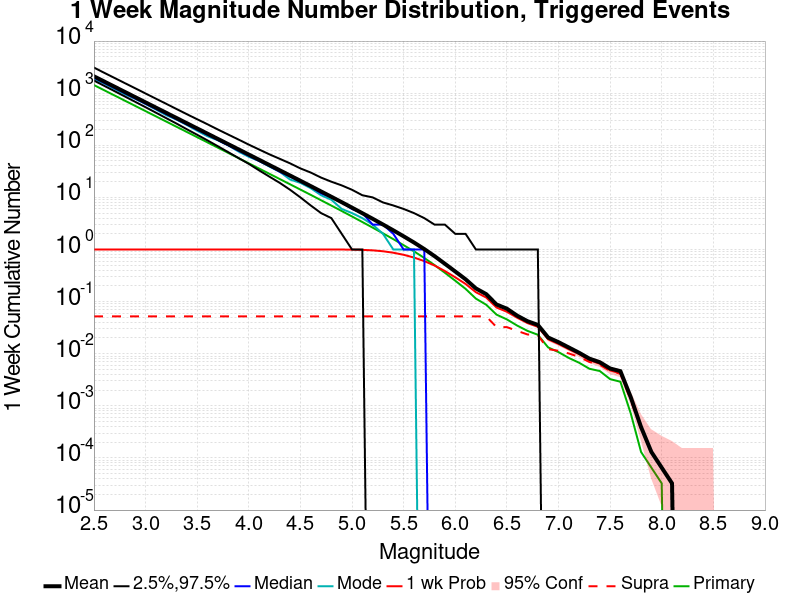 1 Week Magnitude Number Distribution, Triggered Events
1 Week Cumulative Number
10^4
10^3
10^2
10^1
10^0
10^-1
10^-2
10^-3
10^-4
10^-5
2.5 3.0 3.5 4.0 4.5 5.0 5.5 6.0 6.5 7.0 7.5 8.0 8.5 9.0
Magnitude
Mean 2.5%,97.5% Median Mode 1 wk Prob 95% Conf Supra Primary